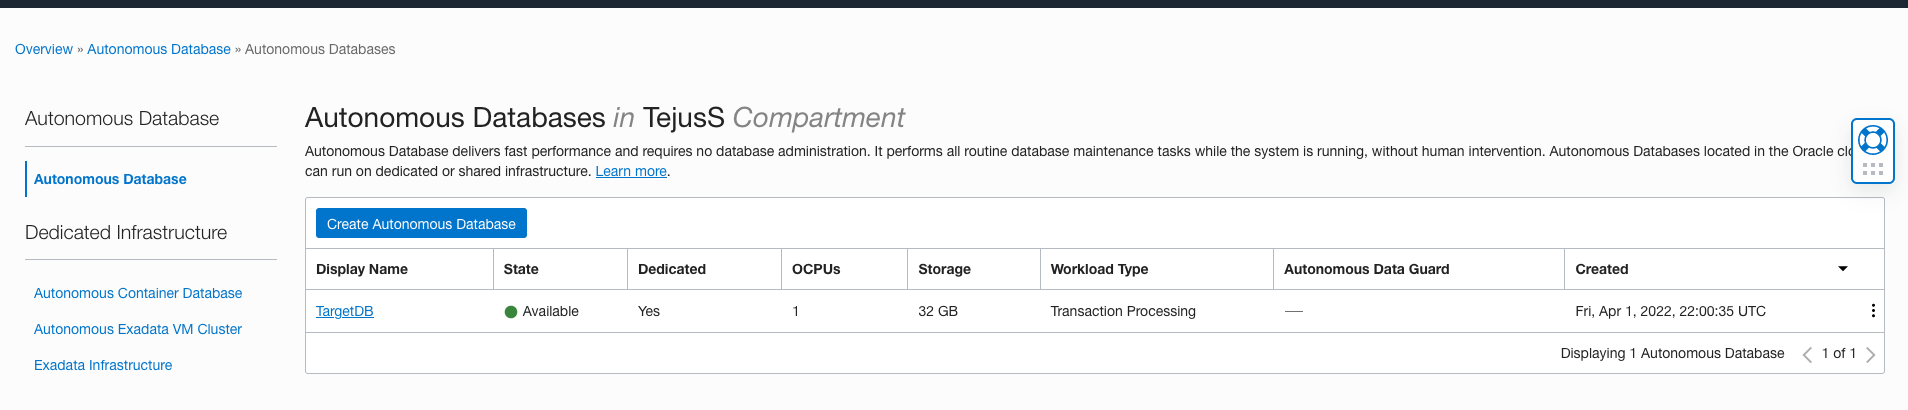 Overview » Autonomous Database » Autonomous Databases
Autonomous Database
Autonomous Database
Dedicated Infrastructure
Autonomous Container Database
Autonomous Exadata VM Cluster
Exadata Infrastructure
Autonomous Databases in TejusS Compartment
Autonomous Database delivers fast performance and requires no database administration. It performs all routine database maintenance tasks while the system is running, without human intervention. Autonomous Databases located in the Oracle
can run on dedicated or shared infrastructure. Learn more.
Create Autonomous Database
Display Name State Dedicated OCPUs Storage Workload Type Autonomous Data Guard Created
TargetDB Available Yes 1 32 GB Transaction Processing — Fri, Apr 1, 2022, 22:00:35 UTC
Displaying 1 Autonomous Database 1 of 1